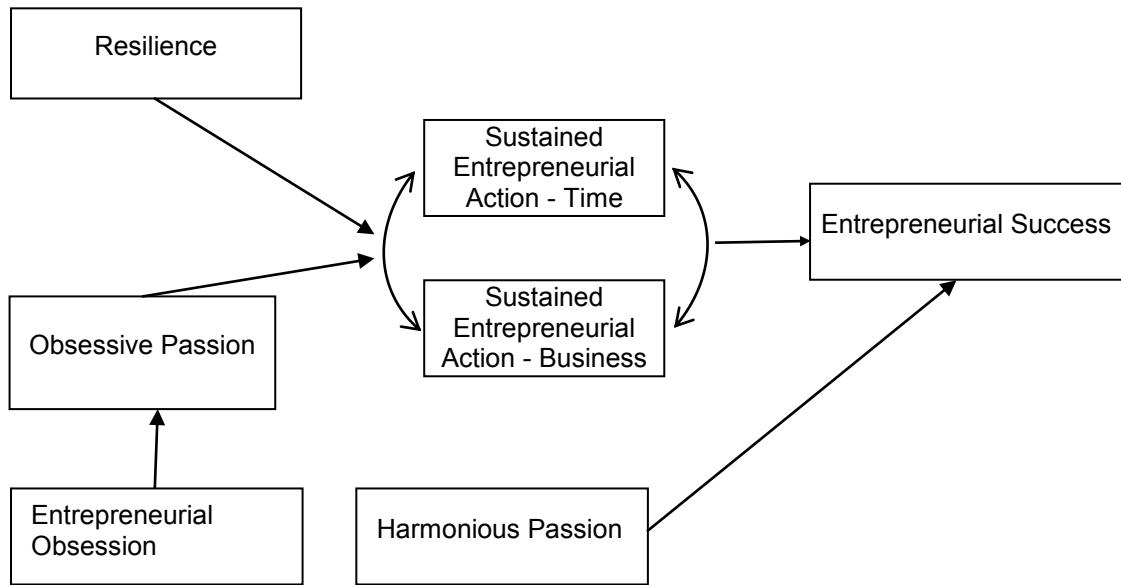 Resilience
Sustained
Entrepreneurial
Action - Time
Entrepreneurial Success
Sustained
Entrepreneurial
Action - Business
Obsessive Passion
Entrepreneurial
Obsession
Harmonious Passion